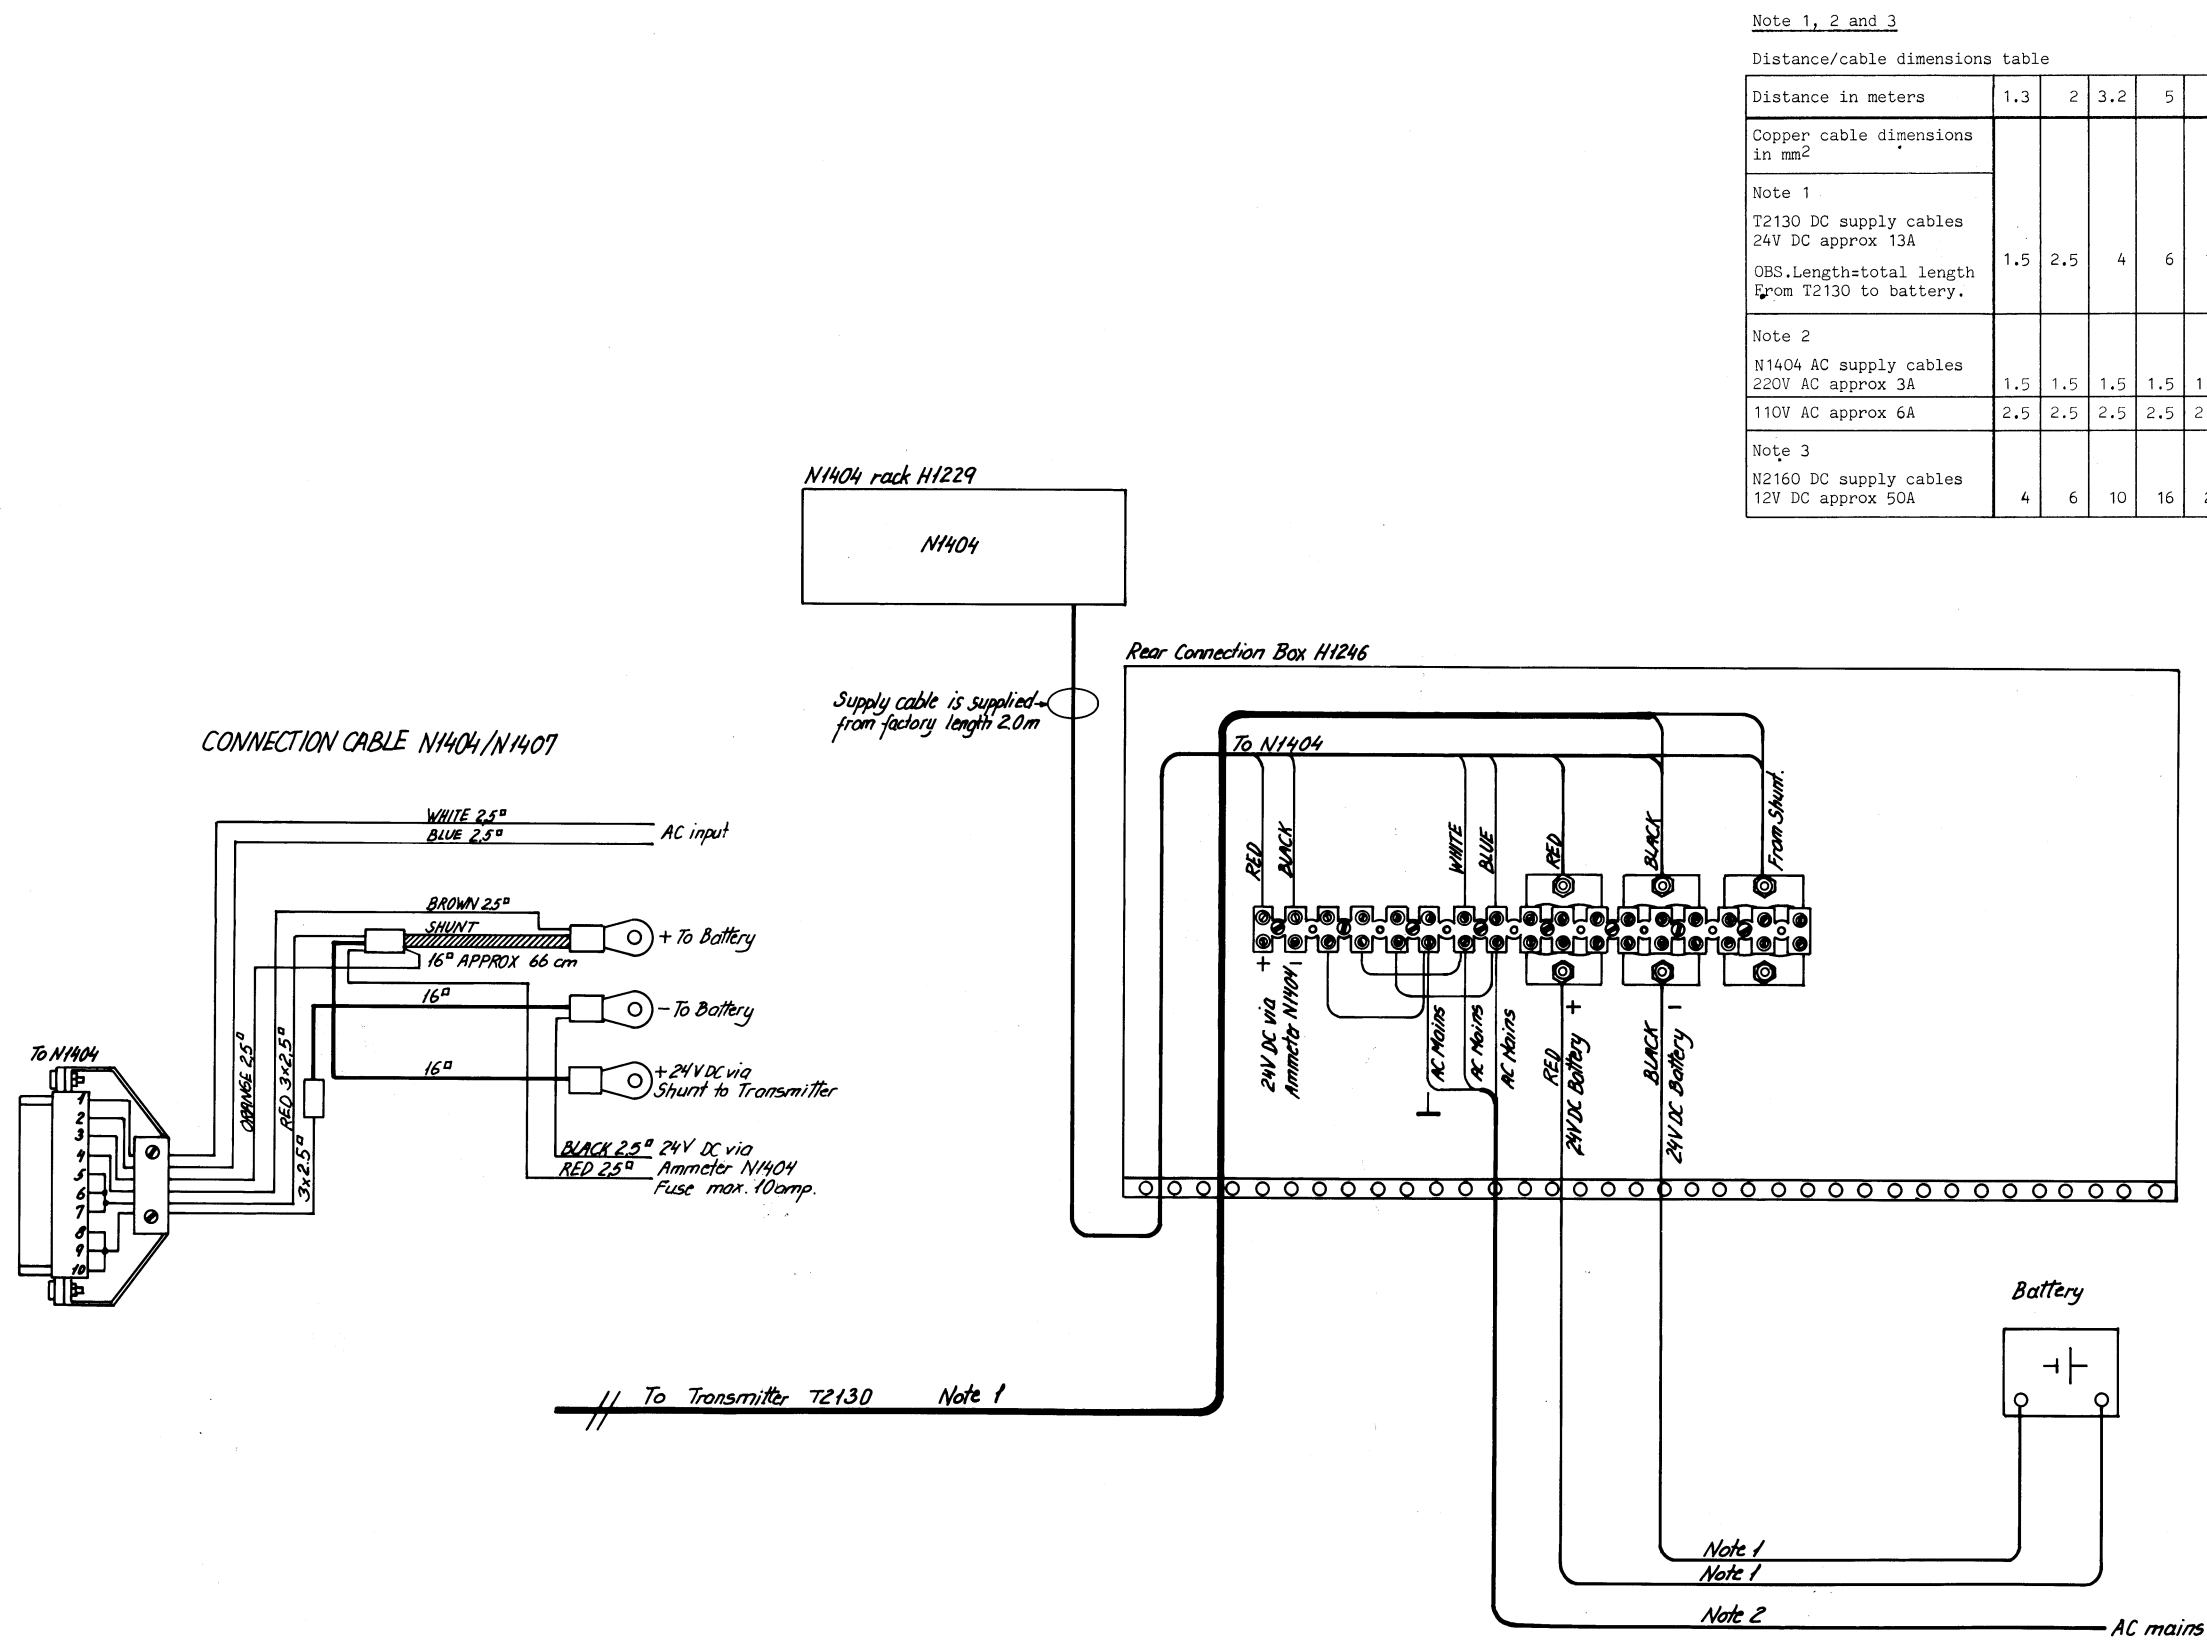 Note 1, 2 and 3
Distance/cable dimensions table
Distance in meters 1.3 2 3.2 5
Copper cable dimensions
in mm2
Note 1
T2130 DC supply cables
24V DC approx 13A
OBS.Length=total length
From T2130 to battery.
1.5 2.5 4 6
Note 2
N1404 AC supply cables
220V AC approx 3A 1.5 1.5 1.5 1.5
110V AC approx 6A 2.5 2.5 2.5 2.5
Note 3
N2160 DC supply cables
12V DC approx 50A 4 6 10 16
N1404 rack H1229
N1404
Supply cable is supplied
from factory length 2.0m
Rear Connection Box H1246
To N1404
RED
BLACK
WHITE
BLUE
RED
BLACK
From Shunt.
+
24V DC via
Ammeter N1404 -
AC Mains
AC Mains
AC Mains
RED
24V DC Battery +
BLACK
24V DC Battery -
CONNECTION CABLE N1404/N1407
WHITE 2,5□
BLUE 2,5□
AC input
BROWN 2.5□
SHUNT
16□ APPROX 66 cm
+ To Battery
16□
- To Battery
16□
+ 24V DC via
Shunt to Transmitter
BLACK 2,5□ 24V DC via
RED 2,5□ Ammeter N1404
Fuse max. 10amp.
ORANGE 2,5□
RED 3x2,5□
3x2.5□
To N1404
1
2
3
4
5
6
7
8
9
10
To Transmitter T2130 Note 1
Battery
Note 1
Note 1
Note 2
AC mains